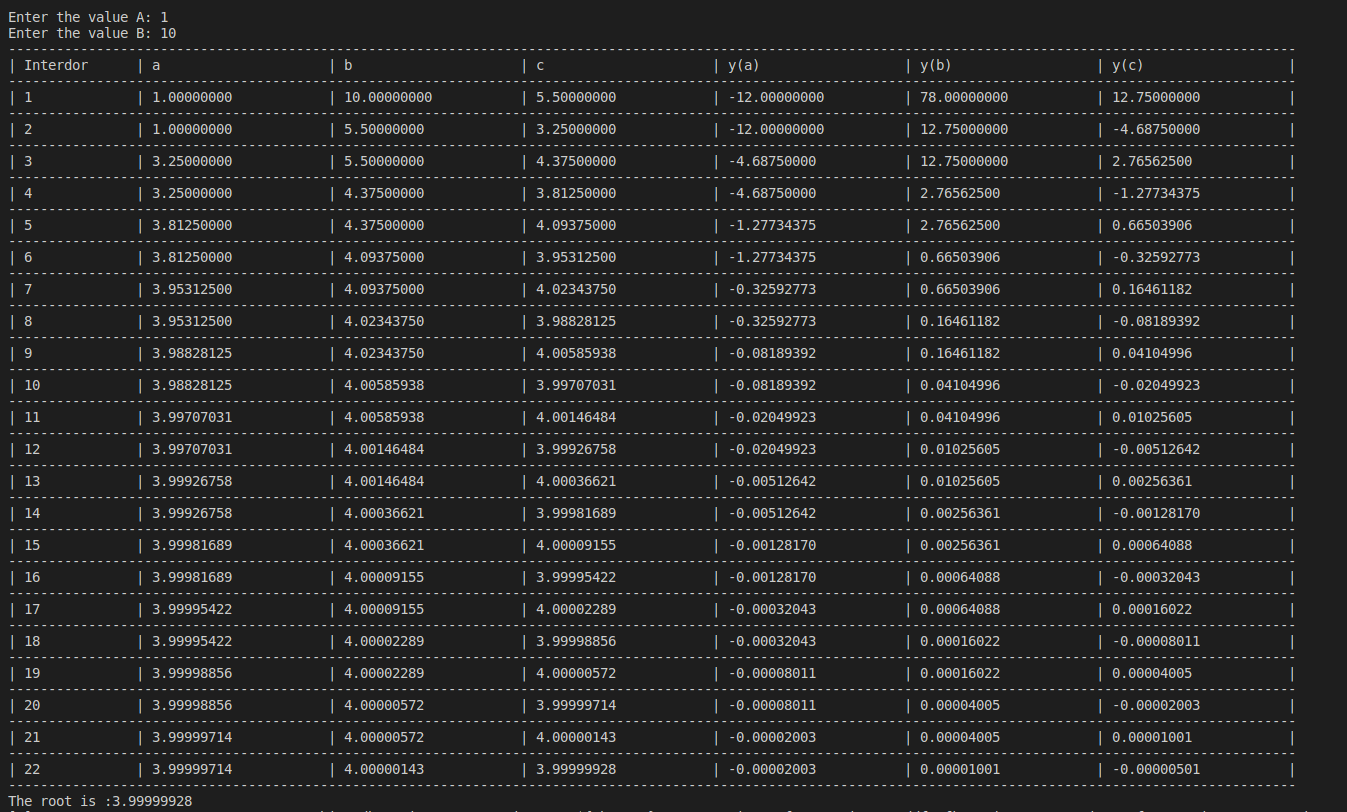 Enter the value A: 1
Enter the value B: 10
| Interdor | a | b | c | y(a) | y(b) | y(c) |
| 1 | 1.00000000 | 10.00000000 | 5.50000000 | -12.00000000 | 78.00000000 | 12.75000000 |
| 2 | 1.00000000 | 5.50000000 | 3.25000000 | -12.00000000 | 12.75000000 | -4.68750000 |
| 3 | 3.25000000 | 5.50000000 | 4.37500000 | -4.68750000 | 12.75000000 | 2.76562500 |
| 4 | 3.25000000 | 4.37500000 | 3.81250000 | -4.68750000 | 2.76562500 | -1.27734375 |
| 5 | 3.81250000 | 4.37500000 | 4.09375000 | -1.27734375 | 2.76562500 | 0.66503906 |
| 6 | 3.81250000 | 4.09375000 | 3.95312500 | -1.27734375 | 0.66503906 | -0.32592773 |
| 7 | 3.95312500 | 4.09375000 | 4.02343750 | -0.32592773 | 0.66503906 | 0.16461182 |
| 8 | 3.95312500 | 4.02343750 | 3.98828125 | -0.32592773 | 0.16461182 | -0.08189392 |
| 9 | 3.98828125 | 4.02343750 | 4.00585938 | -0.08189392 | 0.16461182 | 0.04104996 |
| 10 | 3.98828125 | 4.00585938 | 3.99707031 | -0.08189392 | 0.04104996 | -0.02049923 |
| 11 | 3.99707031 | 4.00585938 | 4.00146484 | -0.02049923 | 0.04104996 | 0.01025605 |
| 12 | 3.99707031 | 4.00146484 | 3.99926758 | -0.02049923 | 0.01025605 | -0.00512642 |
| 13 | 3.99926758 | 4.00146484 | 4.00036621 | -0.00512642 | 0.01025605 | 0.00256361 |
| 14 | 3.99926758 | 4.00036621 | 3.99981689 | -0.00512642 | 0.00256361 | -0.00128170 |
| 15 | 3.99981689 | 4.00036621 | 4.00009155 | -0.00128170 | 0.00256361 | 0.00064088 |
| 16 | 3.99981689 | 4.00009155 | 3.99995422 | -0.00128170 | 0.00064088 | -0.00032043 |
| 17 | 3.99995422 | 4.00009155 | 4.00002289 | -0.00032043 | 0.00064088 | 0.00016022 |
| 18 | 3.99995422 | 4.00002289 | 3.99998856 | -0.00032043 | 0.00016022 | -0.00008011 |
| 19 | 3.99998856 | 4.00002289 | 4.00000572 | -0.00008011 | 0.00016022 | 0.00004005 |
| 20 | 3.99998856 | 4.00000572 | 3.99999714 | -0.00008011 | 0.00004005 | -0.00002003 |
| 21 | 3.99999714 | 4.00000572 | 4.00000143 | -0.00002003 | 0.00004005 | 0.00001001 |
| 22 | 3.99999714 | 4.00000143 | 3.99999928 | -0.00002003 | 0.00001001 | -0.00000501 |
The root is :3.99999928